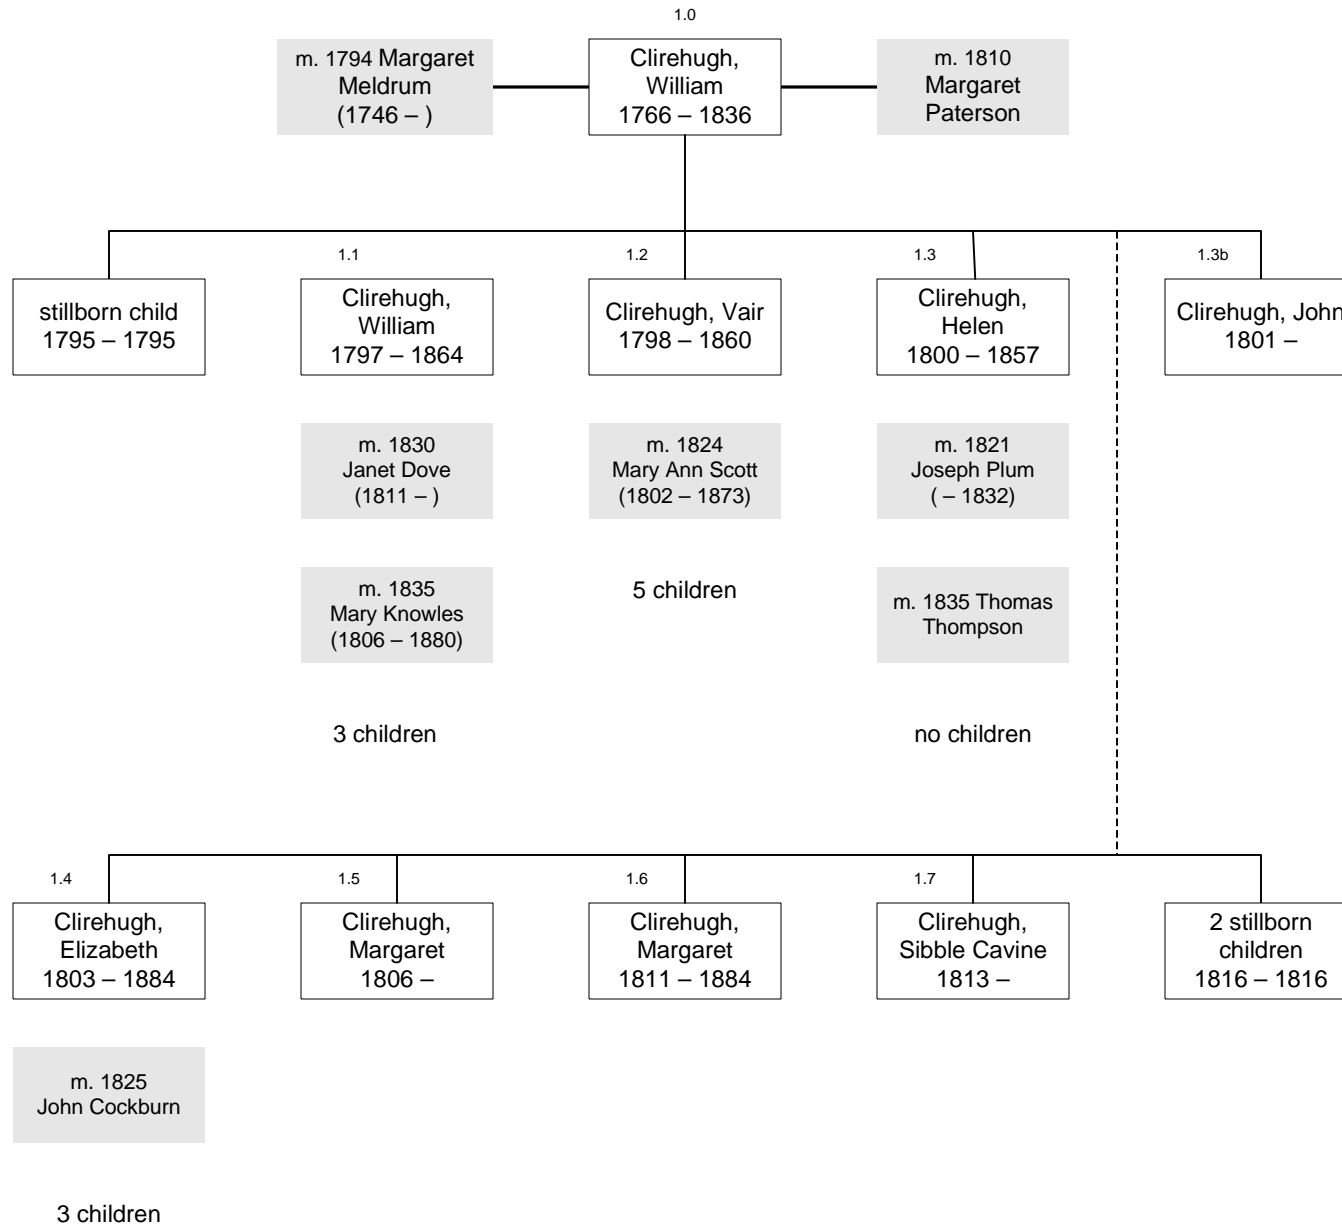 1.0
m. 1794 Margaret
Meldrum
(1746 – )
Clirehugh,
William
1766 – 1836
m. 1810
Margaret
Paterson
stillborn child
1795 – 1795
1.1
Clirehugh,
William
1797 – 1864
1.2
Clirehugh, Vair
1798 – 1860
1.3
Clirehugh,
Helen
1800 – 1857
1.3b
Clirehugh, John
1801 –
m. 1830
Janet Dove
(1811 – )
m. 1824
Mary Ann Scott
(1802 – 1873)
m. 1821
Joseph Plum
( – 1832)
m. 1835
Mary Knowles
(1806 – 1880)
5 children
m. 1835 Thomas
Thompson
3 children
no children
1.4
Clirehugh,
Elizabeth
1803 – 1884
1.5
Clirehugh,
Margaret
1806 –
1.6
Clirehugh,
Margaret
1811 – 1884
1.7
Clirehugh,
Sibble Cavine
1813 –
2 stillborn
children
1816 – 1816
m. 1825
John Cockburn
3 children